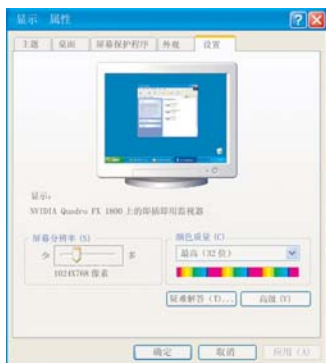 显示 属性
主题 桌面 屏幕保护程序 外观 设置
显示:
NVIDIA Quadro FX 1800 上的即插即用监视器
屏幕分辨率 (S)
少 多
1024X768 像素
颜色质量 (C)
最高 (32 位)
疑难解答 (T)... 高级 (V)
确定 取消 应用 (A)